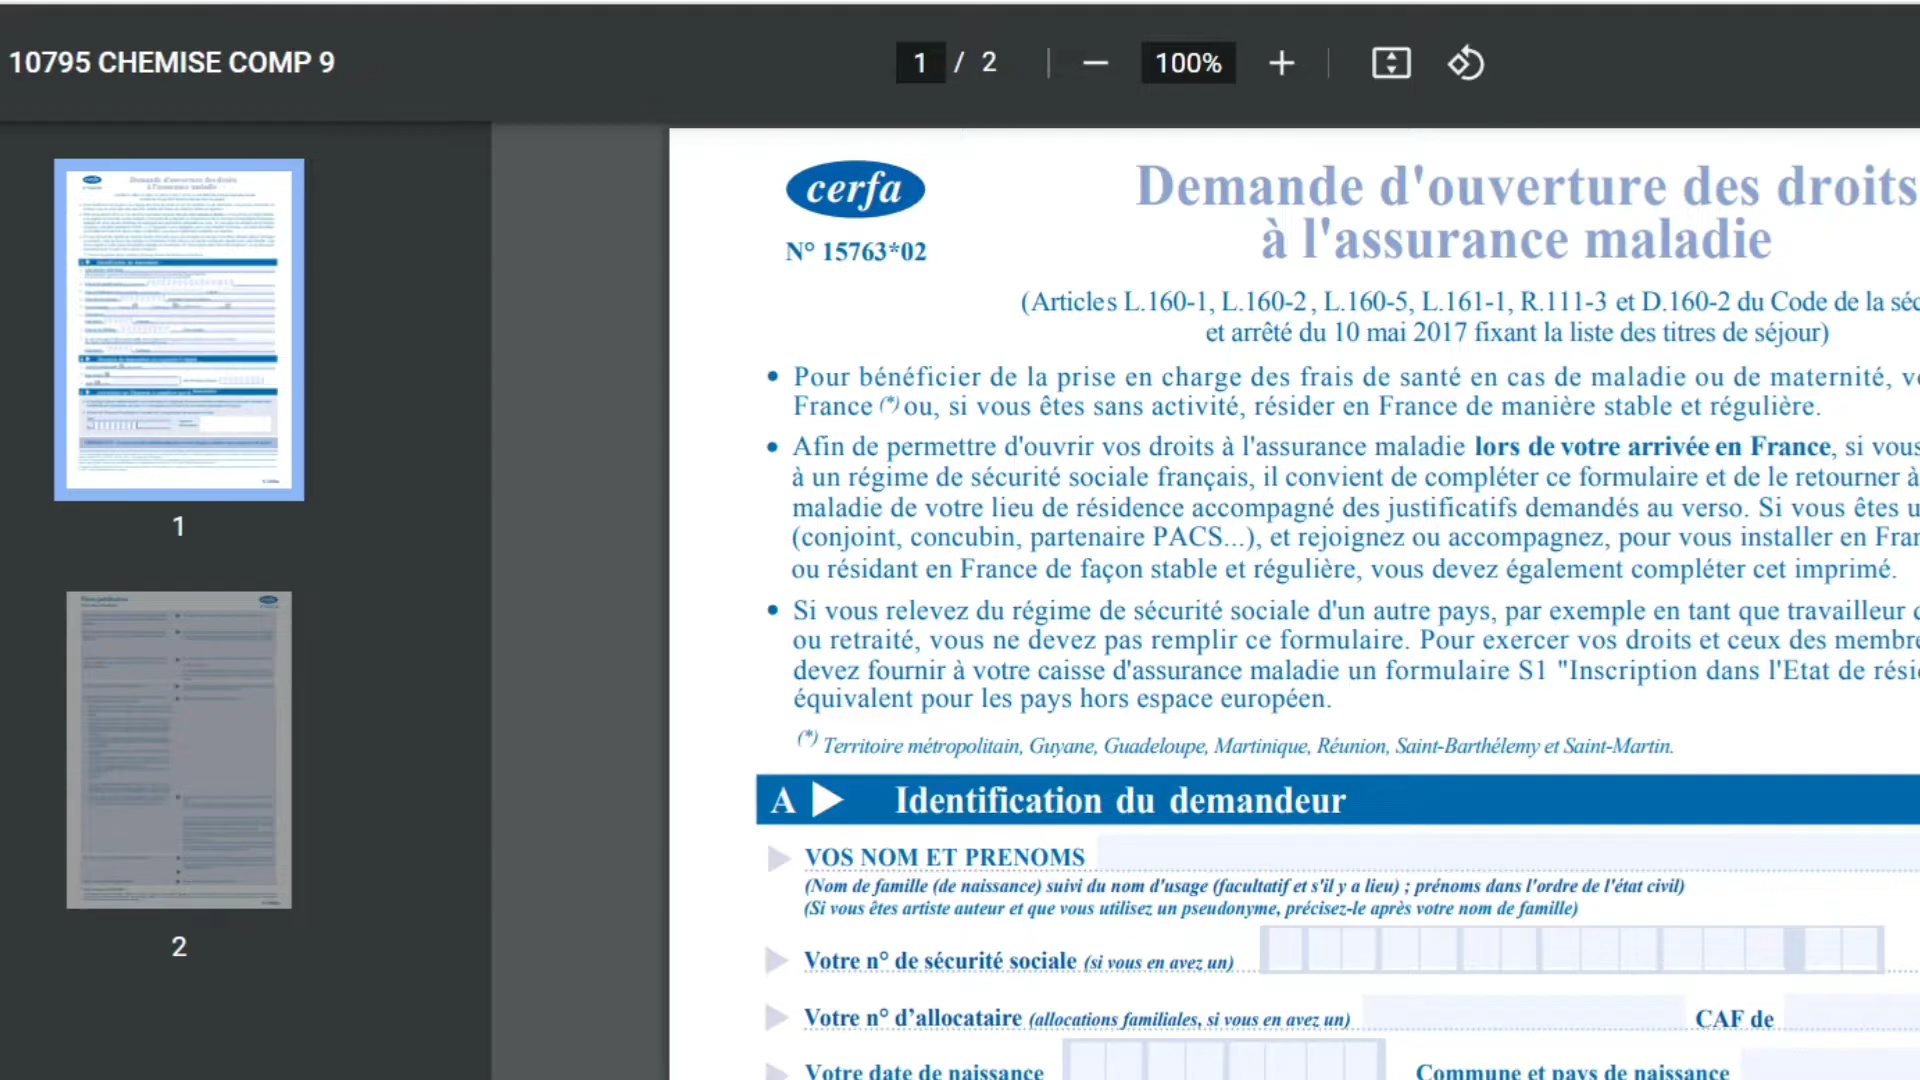 10795 CHEMISE COMP 9
1 / 2
100%
1
2
cerfa
N° 15763*02
Demande d'ouverture des droits
à l'assurance maladie
(Articles L.160-1, L.160-2, L.160-5, L.161-1, R.111-3 et D.160-2 du Code de la séc
et arrêté du 10 mai 2017 fixant la liste des titres de séjour)
• Pour bénéficier de la prise en charge des frais de santé en cas de maladie ou de maternité, v
France (*) ou, si vous êtes sans activité, résider en France de manière stable et régulière.
• Afin de permettre d'ouvrir vos droits à l'assurance maladie lors de votre arrivée en France, si vous
à un régime de sécurité sociale français, il convient de compléter ce formulaire et de le retourner à
maladie de votre lieu de résidence accompagné des justificatifs demandés au verso. Si vous êtes u
(conjoint, concubin, partenaire PACS...), et rejoignez ou accompagnez, pour vous installer en Fran
ou résidant en France de façon stable et régulière, vous devez également compléter cet imprimé.
• Si vous relevez du régime de sécurité sociale d'un autre pays, par exemple en tant que travailleur
ou retraité, vous ne devez pas remplir ce formulaire. Pour exercer vos droits et ceux des membre
devez fournir à votre caisse d'assurance maladie un formulaire S1 "Inscription dans l'Etat de rési
équivalent pour les pays hors espace européen.
(*) Territoire métropolitain, Guyane, Guadeloupe, Martinique, Réunion, Saint-Barthélemy et Saint-Martin.
A Identification du demandeur
VOS NOM ET PRENOMS
(Nom de famille (de naissance) suivi du nom d'usage (facultatif et s'il y a lieu) ; prénoms dans l'ordre de l'état civil)
(Si vous êtes artiste auteur et que vous utilisez un pseudonyme, précisez-le après votre nom de famille)
Votre n° de sécurité sociale (si vous en avez un)
Votre n° d'allocataire (allocations familiales, si vous en avez un) CAF de
Votre date de naissance Commune et pays de naissance